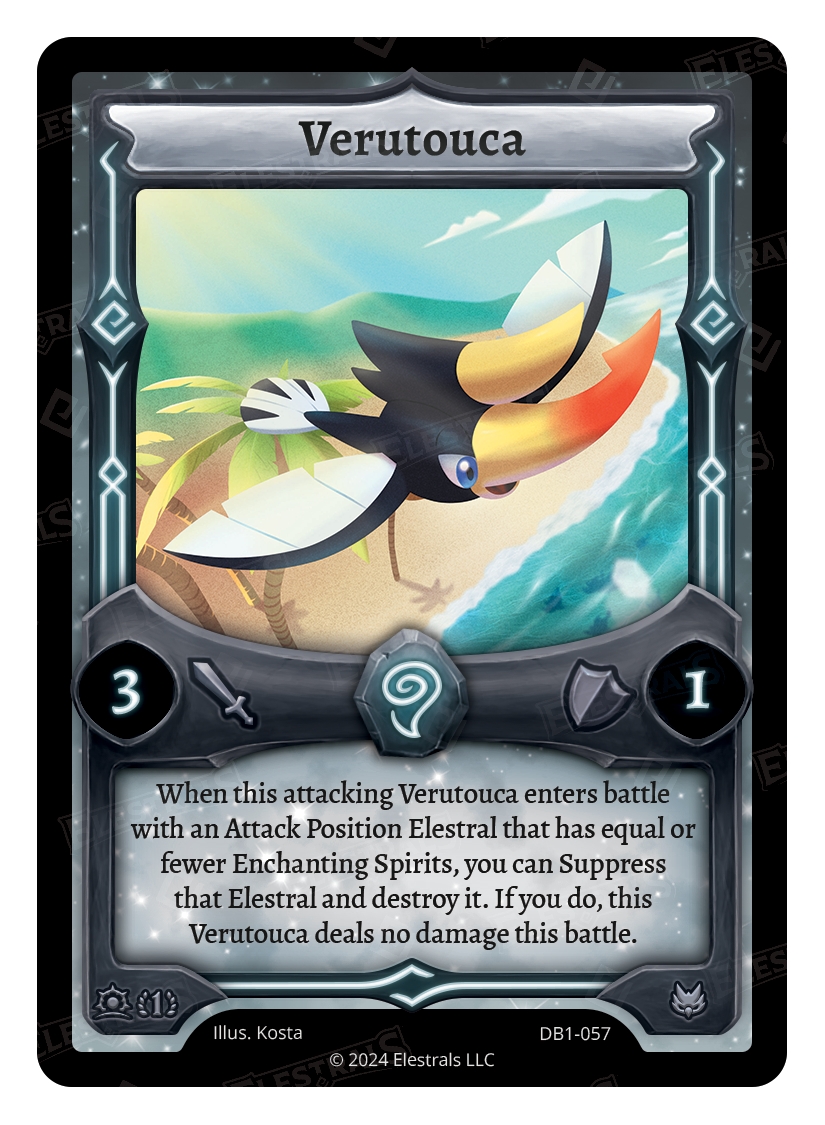 Verutouca
3
1
When this attacking Verutouca enters battle
with an Attack Position Elestral that has equal or
fewer Enchanting Spirits, you can Suppress
that Elestral and destroy it. If you do, this
Verutouca deals no damage this battle.
1
Illus. Kosta
DB1-057
© 2024 Elestrals LLC